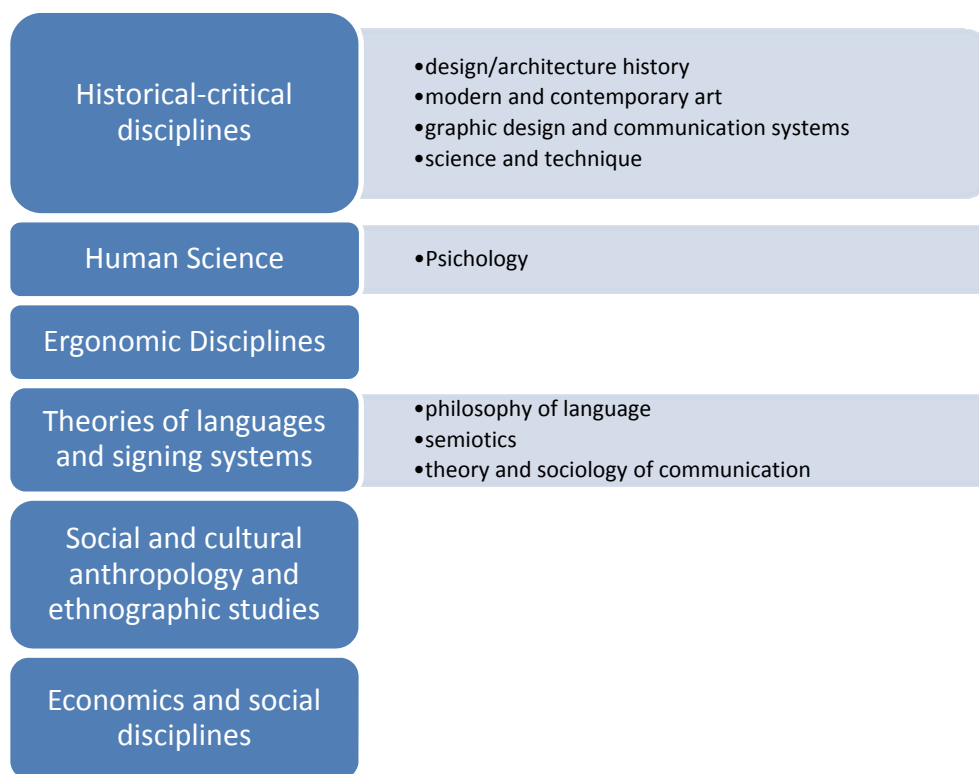 Historical-critical
disciplines
•design/architecture history
•modern and contemporary art
•graphic design and communication systems
•science and technique
Human Science
•Psichology
Ergonomic Disciplines
Theories of languages
and signing systems
•philosophy of language
•semiotics
•theory and sociology of communication
Social and cultural
anthropology and
ethnographic studies
Economics and social
disciplines